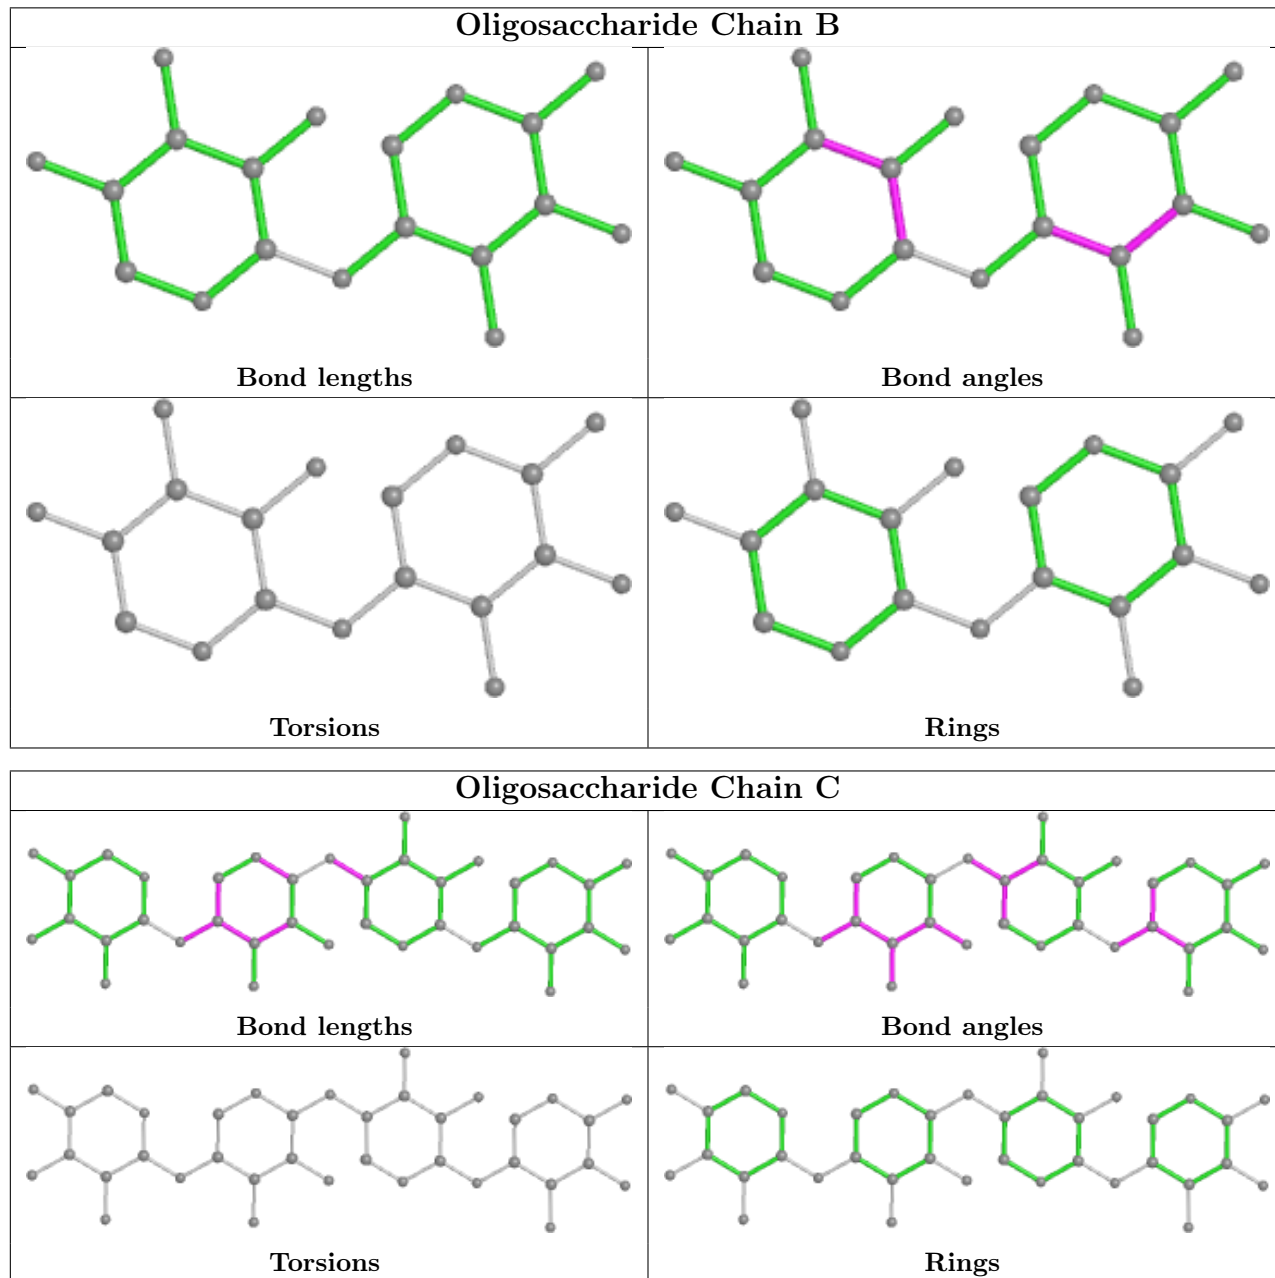 Oligosaccharide Chain B
Bond lengths
Bond angles
Torsions
Rings
Oligosaccharide Chain C
Bond lengths
Bond angles
Torsions
Rings